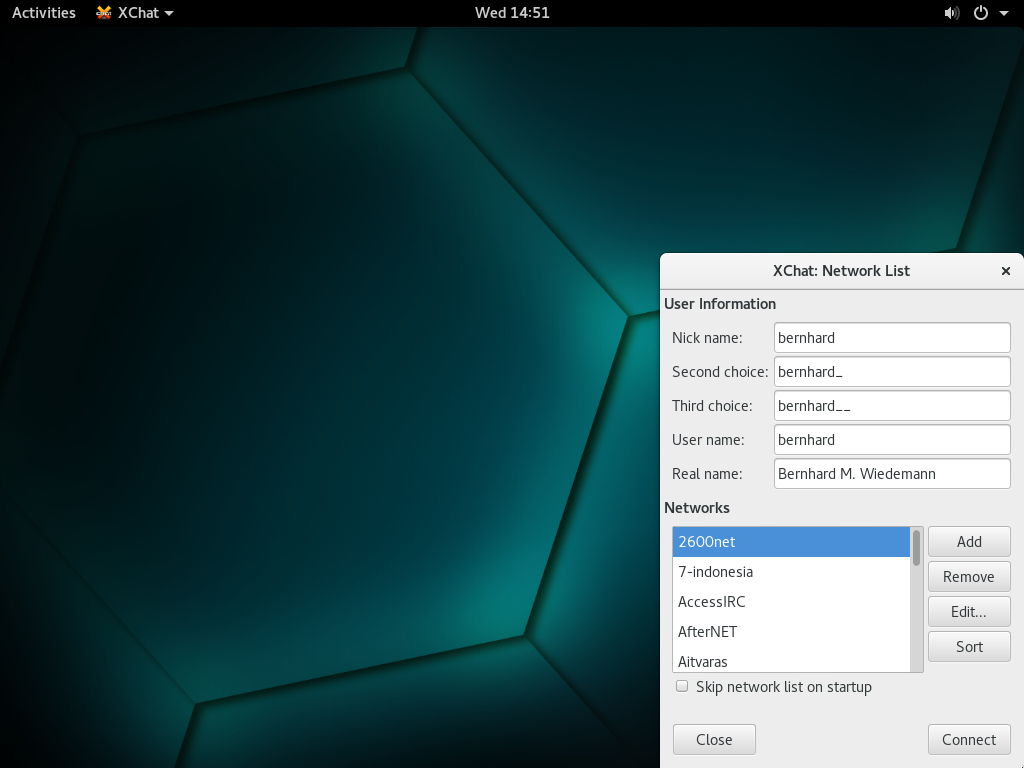 Activities XChat Wed 14:51
XChat: Network List
User Information
Nick name: bernhard
Second choice: bernhard_
Third choice: bernhard__
User name: bernhard
Real name: Bernhard M. Wiedemann
Networks
2600net Add
7-indonesia Remove
AccessIRC Edit...
AfterNET Sort
Aitvaras
Skip network list on startup
Close Connect